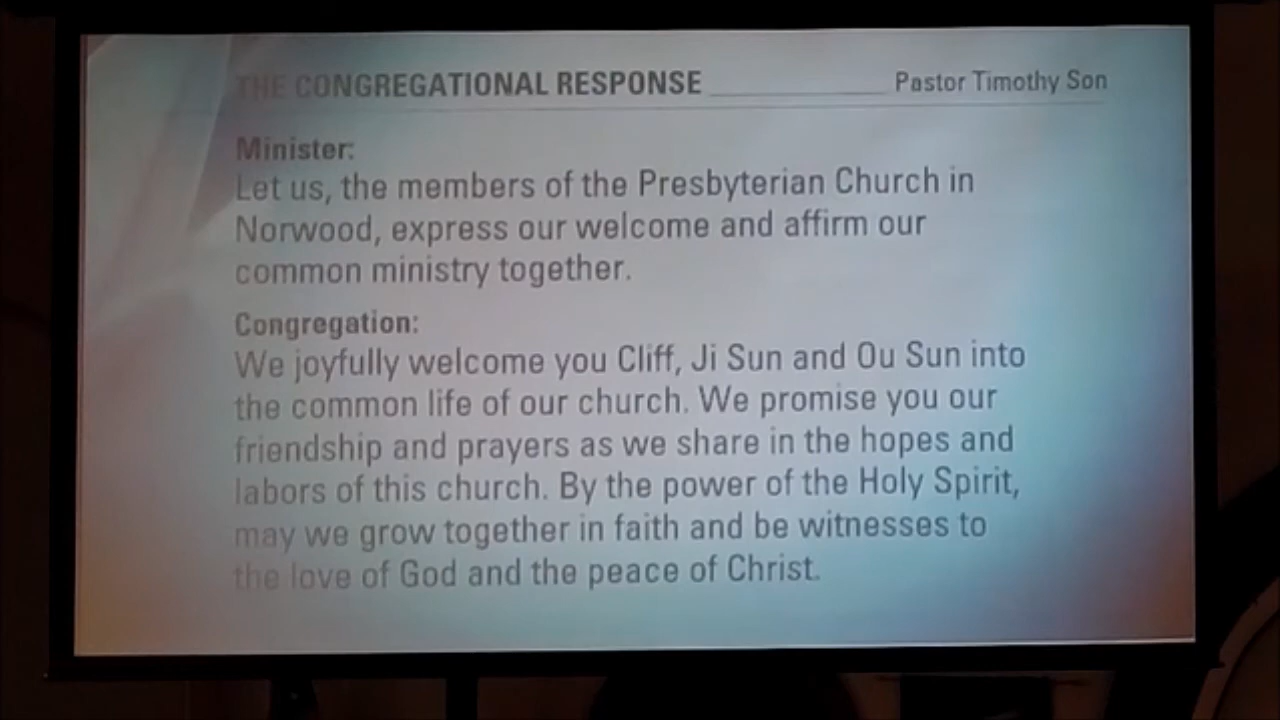 THE CONGREGATIONAL RESPONSE ____________ Pastor Timothy Son
Minister:
Let us, the members of the Presbyterian Church in
Norwood, express our welcome and affirm our
common ministry together.
Congregation:
We joyfully welcome you Cliff, Ji Sun and Ou Sun into
the common life of our church. We promise you our
friendship and prayers as we share in the hopes and
labors of this church. By the power of the Holy Spirit,
may we grow together in faith and be witnesses to
the love of God and the peace of Christ.